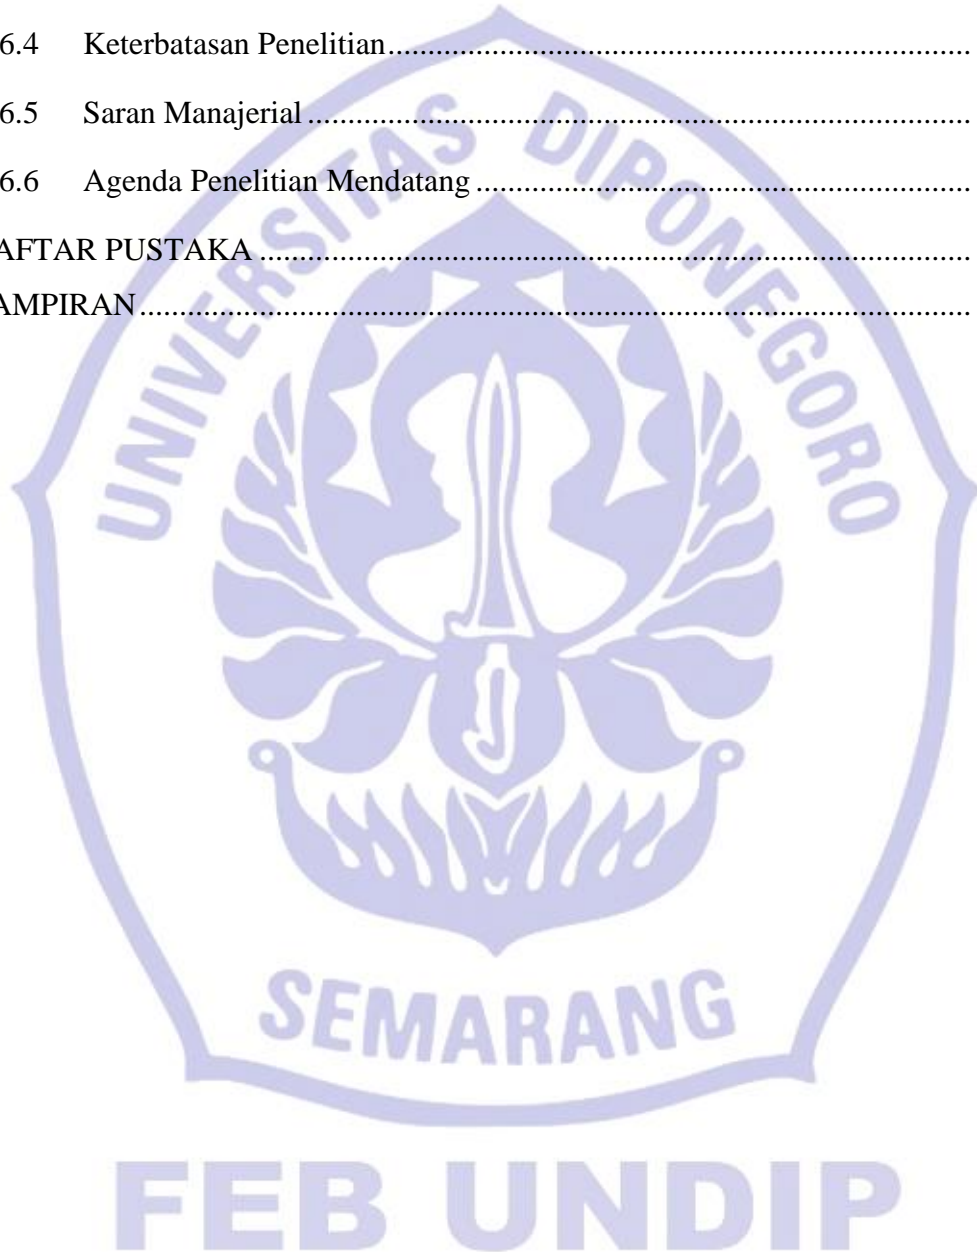 6.4 Keterbatasan Penelitian........................................................................
6.5 Saran Manajerial..................................................................................
6.6 Agenda Penelitian Mendatang.............................................................
AFTAR PUSTAKA........................................................................................
AMPIRAN.......................................................................................................
UNIVERSITAS DIPONEGORO
SEMARANG
FEB UNDIP